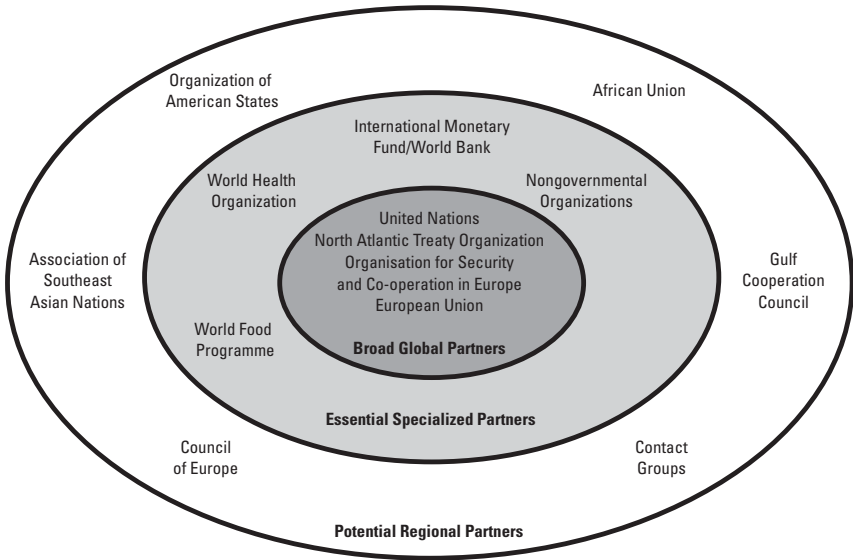 Organization of
American States
African Union
International Monetary
Fund/World Bank
World Health
Organization
Nongovernmental
Organizations
United Nations
North Atlantic Treaty Organization
Organisation for Security
and Co-operation in Europe
European Union
Broad Global Partners
Association of
Southeast
Asian Nations
Gulf
Cooperation
Council
World Food
Programme
Essential Specialized Partners
Council
of Europe
Contact
Groups
Potential Regional Partners